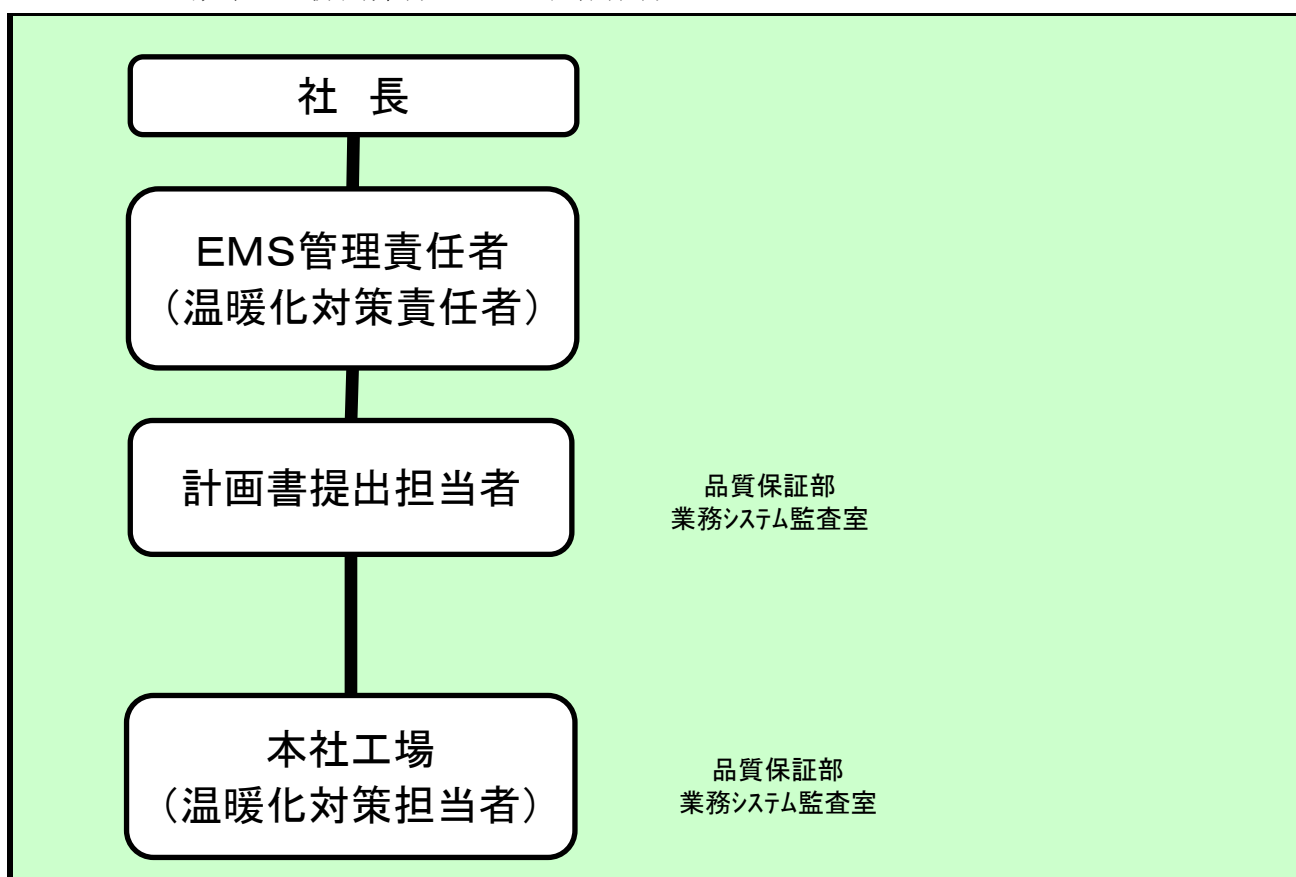 社 長
EMS管理責任者
(温暖化対策責任者)
計画書提出担当者
品質保証部
業務ｼｽﾃﾑ監査室
本社工場
(温暖化対策担当者)
品質保証部
業務ｼｽﾃﾑ監査室